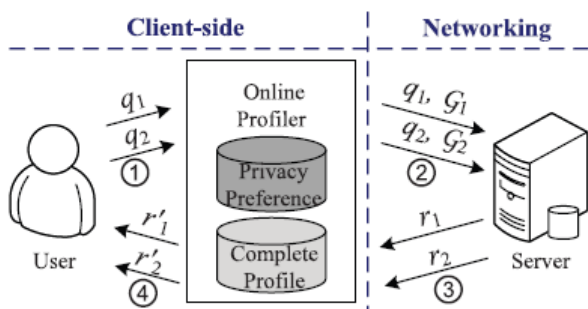 Client-side
Networking
q1
q2
①
Online
Profiler
Privacy
Preference
Complete
Profile
q1, G1
q2, G2
②
r'1
r'2
④
r1
r2
③
User
Server